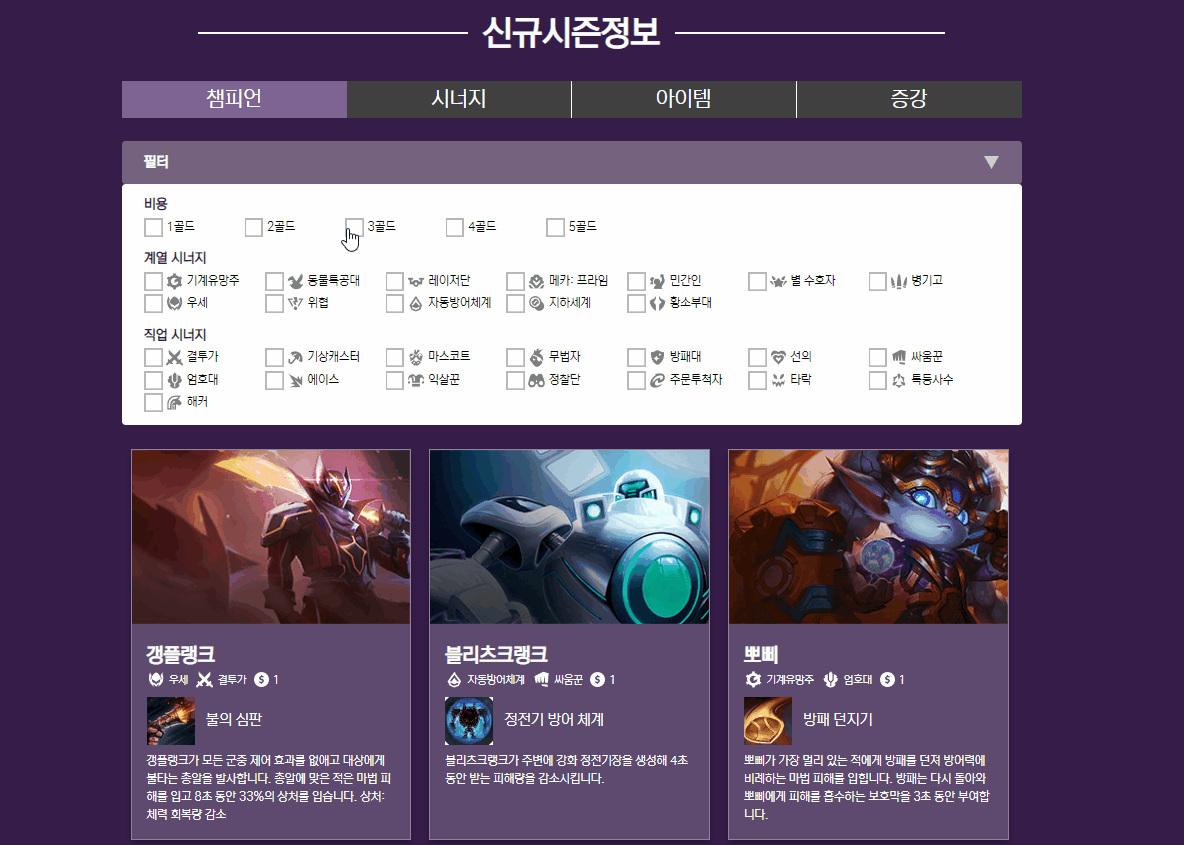 신규시즌정보
챔피언 시너지 아이템 증강
필터
비용
1골드 2골드 3골드 4골드 5골드
계열 시너지
기계유망주 동물특공대 레이저단 메카: 프라임 민간인 별 수호자 병기고
우세 위협 자동방어체계 지하세계 황소부대
직업 시너지
결투가 기상캐스터 마스코트 무법자 방패대 선의 싸움꾼
엄호대 에이스 익살꾼 정찰단 주문투척자 타락 특등사수
해커
갱플랭크 블리츠크랭크 뽀삐
우세 결투가 $ 1 자동방어체계 싸움꾼 $ 1 기계유망주 엄호대 $ 1
불의 심판 정전기 방어 체계 방패 던지기
갱플랭크가 모든 군중 제어 효과를 없애고 대상에게
불타는 총알을 발사합니다. 총알에 맞은 적은 마법 피
해를 입고 8초 동안 33%의 상처를 입습니다. 상처:
체력 회복량 감소
블리츠크랭크가 주변에 강화 정전기장을 생성해 4초
동안 받는 피해량을 감소시킵니다.
뽀삐가 가장 멀리 있는 적에게 방패를 던져 방어력에
비례하는 마법 피해를 입힙니다. 방패는 다시 돌아와
뽀삐에게 피해를 흡수하는 보호막을 3초 동안 부여합
니다.